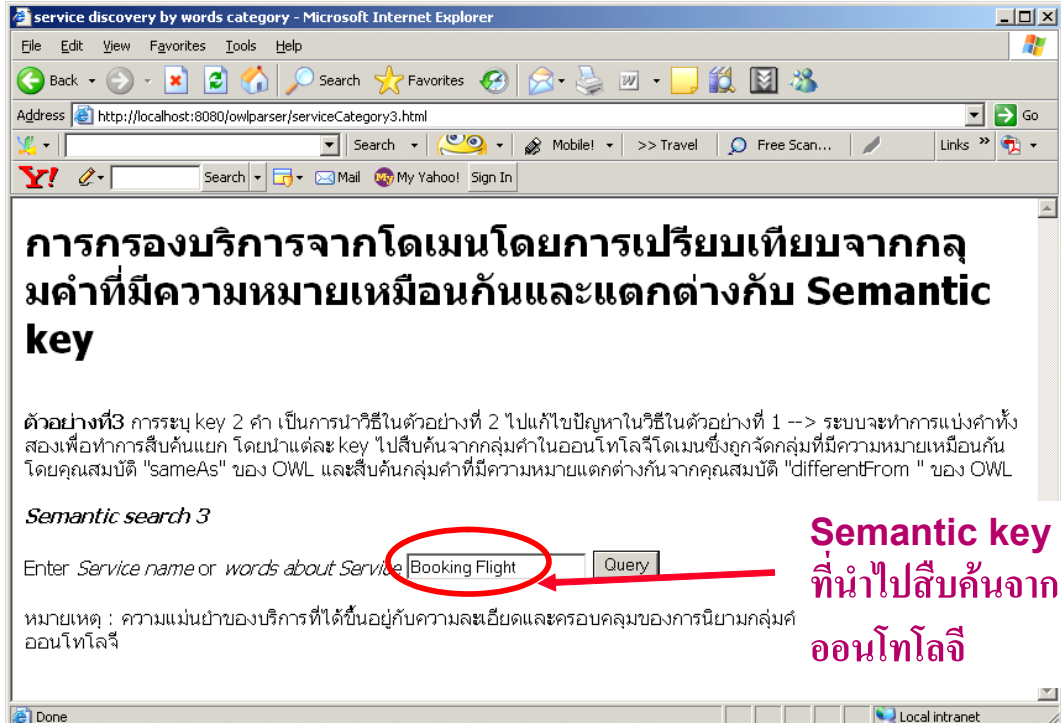 service discovery by words category - Microsoft Internet Explorer
File Edit View Favorites Tools Help
Back Search Favorites
Address http://localhost:8080/owlparser/serviceCategory3.html Go
Search Mobile! >> Travel Free Scan... Links »
Y! Search Mail My My Yahoo! Sign In
การกรองบริการจากโดเมนโดยการเปรียบเทียบจากกลุ
มคำที่มีความหมายเหมือนกันและแตกต่างกับ Semantic
key
ตัวอย่างที่3 การระบุ key 2 คำ เป็นการนำวิธีในตัวอย่างที่ 2 ไปแก้ไขปัญหาในวิธีในตัวอย่างที่ 1 --> ระบบจะทำการแบ่งคำทั้ง
สองเพื่อทำการสืบค้นแยก โดยนำแต่ละ key ไปสืบค้นจากกลุ่มคำในออนโทโลจีโดเมนซึ่งถูกจัดกลุ่มที่มีความหมายเหมือนกัน
โดยคุณสมบัติ "sameAs" ของ OWL และสืบค้นกลุ่มคำที่มีความหมายแตกต่างกันจากคุณสมบัติ "differentFrom " ของ OWL
Semantic search 3
Enter Service name or words about Service Booking Flight Query
หมายเหตุ : ความแม่นยำของบริการที่ได้ขึ้นอยู่กับความละเอียดและครอบคลุมของการนิยามกลุ่มคำ
ออนโทโลจี
Semantic key
ที่นำไปสืบค้นจาก
ออนโทโลจี
Done Local intranet